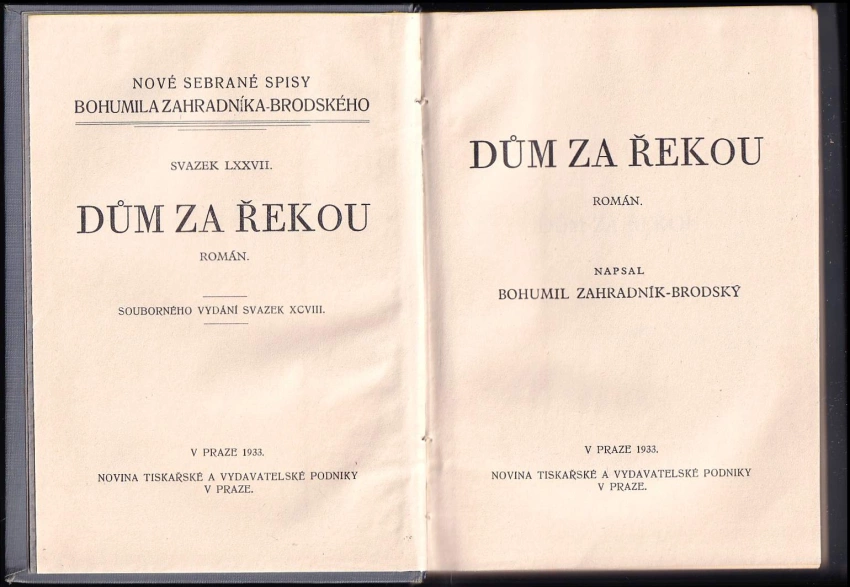 NOVÉ SEBRANÉ SPISY
BOHUMILA ZAHRADNÍKA-BRODSKÉHO
SVAZEK LXXVII.
DŮM ZA ŘEKOU
ROMÁN.
SOUBORNÉHO VYDÁNÍ SVAZEK XCVIII.
V PRAZE 1933.
NOVINA TISKAŘSKÉ A VYDAVATELSKÉ PODNIKY
V PRAZE.
DŮM ZA ŘEKOU
ROMÁN.
NAPSAL
BOHUMIL ZAHRADNÍK-BRODSKÝ
V PRAZE 1933.
NOVINA TISKAŘSKÉ A VYDAVATELSKÉ PODNIKY
V PRAZE.